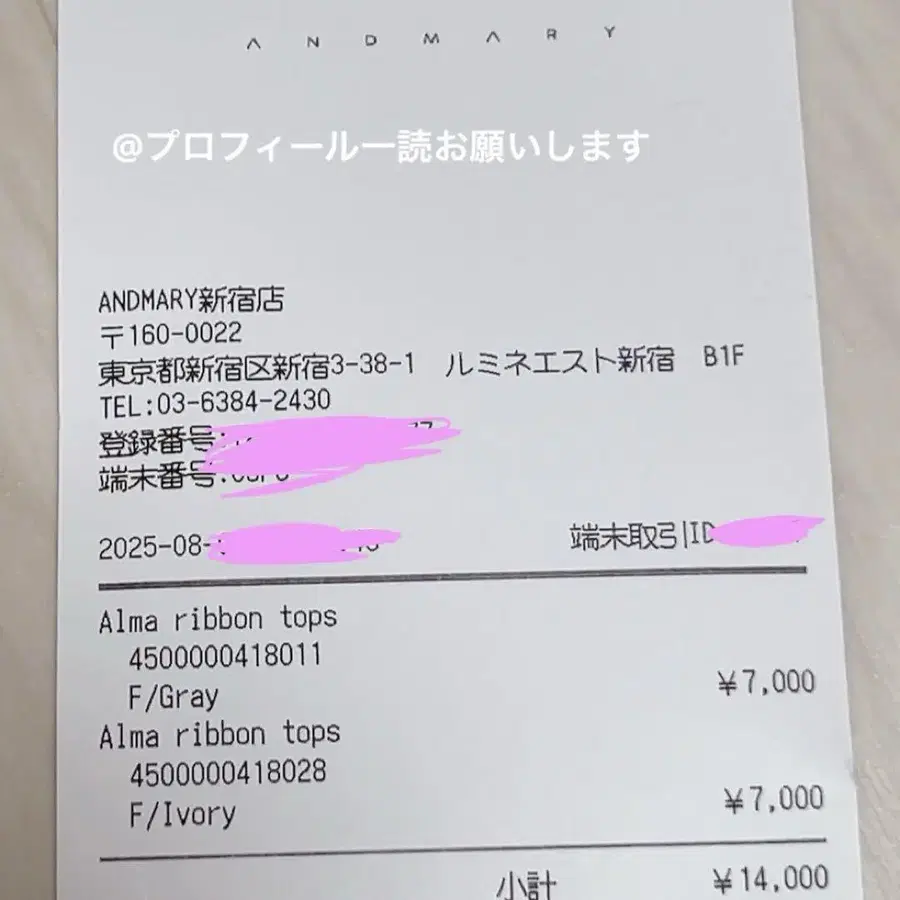 ANDMARY
@プロフィール一読お願いします
ANDMARY新宿店
〒160-0022
東京都新宿区新宿3-38-1 ルミネエスト新宿 B1F
TEL:03-6384-2430
登録番号:
端末番号:
2025-08- 端末取引ID
Alma ribbon tops
4500000418011
F/Gray ¥7,000
Alma ribbon tops
4500000418028
F/Ivory ¥7,000
小計 ¥14,000